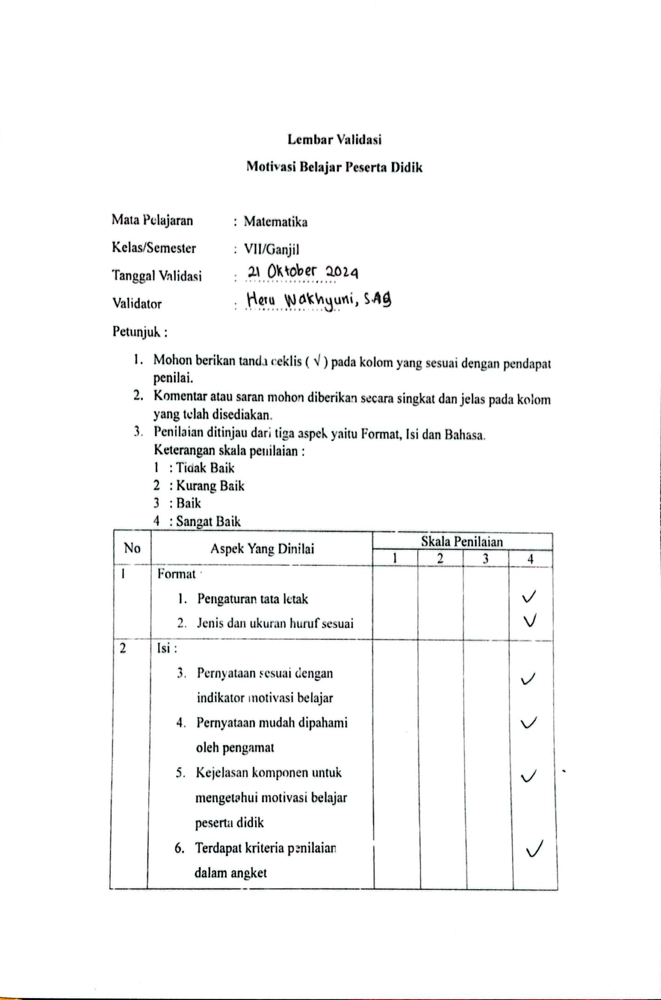 Lembar Validasi
Motivasi Belajar Peserta Didik
Mata Pelajaran : Matematika
Kelas/Semester : VII/Ganjil
Tanggal Validasi : 21 Oktober 2024
Validator : Heru Wakhyuni, S.Ag
Petunjuk :
1. Mohon berikan tanda ceklis ( √ ) pada kolom yang sesuai dengan pendapat
penilai.
2. Komentar atau saran mohon diberikan secara singkat dan jelas pada kolom
yang telah disediakan.
3. Penilaian ditinjau dari tiga aspek yaitu Format, Isi dan Bahasa.
Keterangan skala penilaian :
1 : Tidak Baik
2 : Kurang Baik
3 : Baik
4 : Sangat Baik
No Aspek Yang Dinilai Skala Penilaian
1 2 3 4
1 Format :
1. Pengaturan tata letak ✓
2. Jenis dan ukuran huruf sesuai ✓
2 Isi :
3. Pernyataan sesuai dengan ✓
indikator motivasi belajar
4. Pernyataan mudah dipahami ✓
oleh pengamat
5. Kejelasan komponen untuk ✓
mengetahui motivasi belajar
peserta didik
6. Terdapat kriteria penilaian ✓
dalam angket